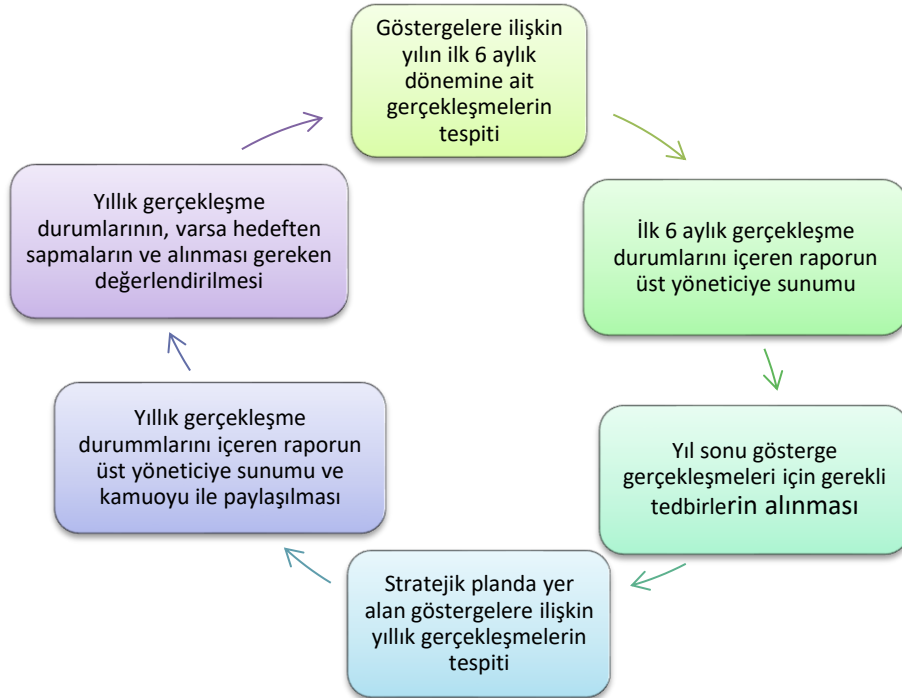 Göstergelere ilişkin
yılın ilk 6 aylık
dönemine ait
gerçekleşmelerin
tespiti
İlk 6 aylık gerçekleşme
durumlarını içeren raporun
üst yöneticiye sunumu
Yıl sonu gösterge
gerçekleşmeleri için gerekli
tedbirlerin alınması
Stratejik planda yer
alan göstergelere ilişkin
yıllık gerçekleşmelerin
tespiti
Yıllık gerçekleşme
durummlarını içeren raporun
üst yöneticiye sunumu ve
kamuoyu ile paylaşılması
Yıllık gerçekleşme
durumlarının, varsa hedeften
sapmaların ve alınması gereken
değerlendirilmesi